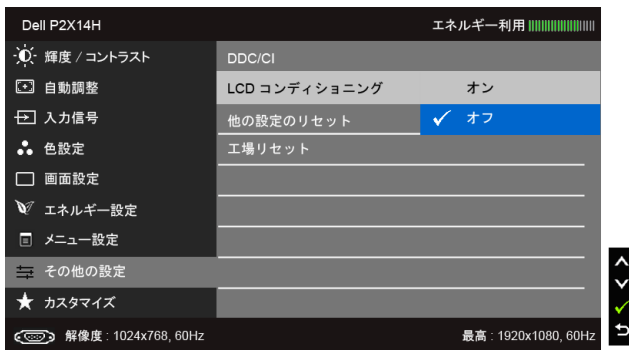 Dell P2X14H エネルギー利用
輝度 / コントラスト DDC/CI
自動調整 LCD コンディショニング オン
入力信号 他の設定のリセット オフ
色設定 工場リセット
画面設定
エネルギー設定
メニュー設定
その他の設定
カスタマイズ
解像度 : 1024x768, 60Hz 最高 : 1920x1080, 60Hz